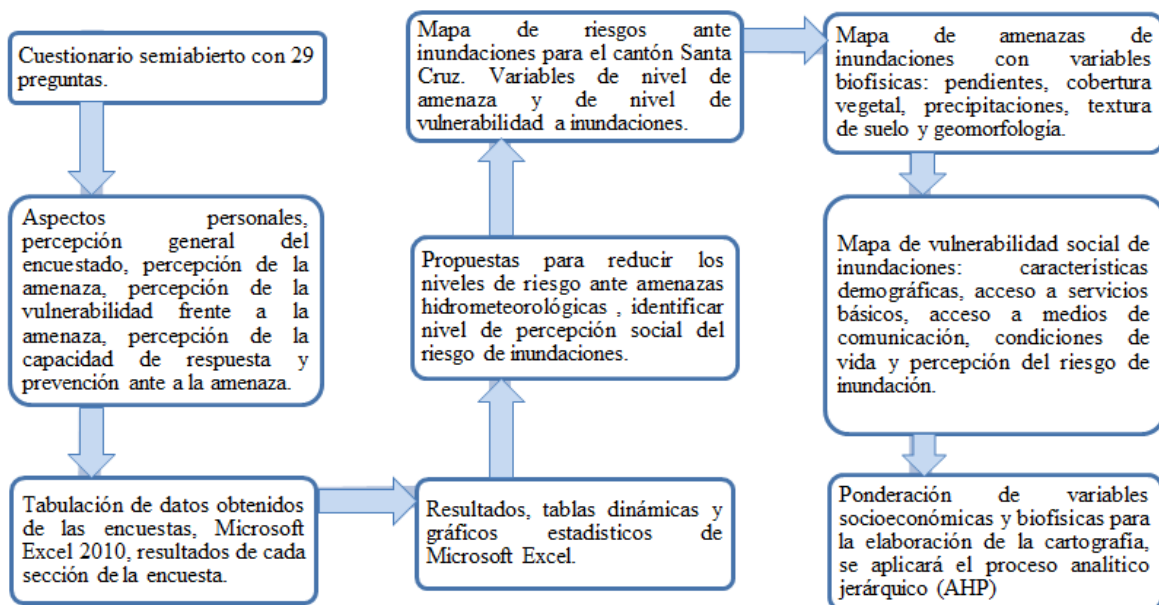 Cuestionario semiabierto con 29
preguntas.
Aspectos personales,
percepción general del
encuestado, percepción de la
amenaza, percepción de la
vulnerabilidad frente a la
amenaza, percepción de la
capacidad de respuesta y
prevención ante a la amenaza.
Tabulación de datos obtenidos
de las encuestas, Microsoft
Excel 2010, resultados de cada
sección de la encuesta.
Resultados, tablas dinámicas y
gráficos estadísticos de
Microsoft Excel.
Propuestas para reducir los
niveles de riesgo ante amenazas
hidrometeorológicas , identificar
nivel de percepción social del
riesgo de inundaciones.
Mapa de riesgos ante
inundaciones para el cantón Santa
Cruz. Variables de nivel de
amenaza y de nivel de
vulnerabilidad a inundaciones.
Mapa de amenazas de
inundaciones con variables
biofísicas: pendientes, cobertura
vegetal, precipitaciones, textura
de suelo y geomorfología.
Mapa de vulnerabilidad social de
inundaciones: características
demográficas, acceso a servicios
básicos, acceso a medios de
comunicación, condiciones de
vida y percepción del riesgo de
inundación.
Ponderación de variables
socioeconómicas y biofísicas para
la elaboración de la cartografía,
se aplicará el proceso analítico
jerárquico (AHP)